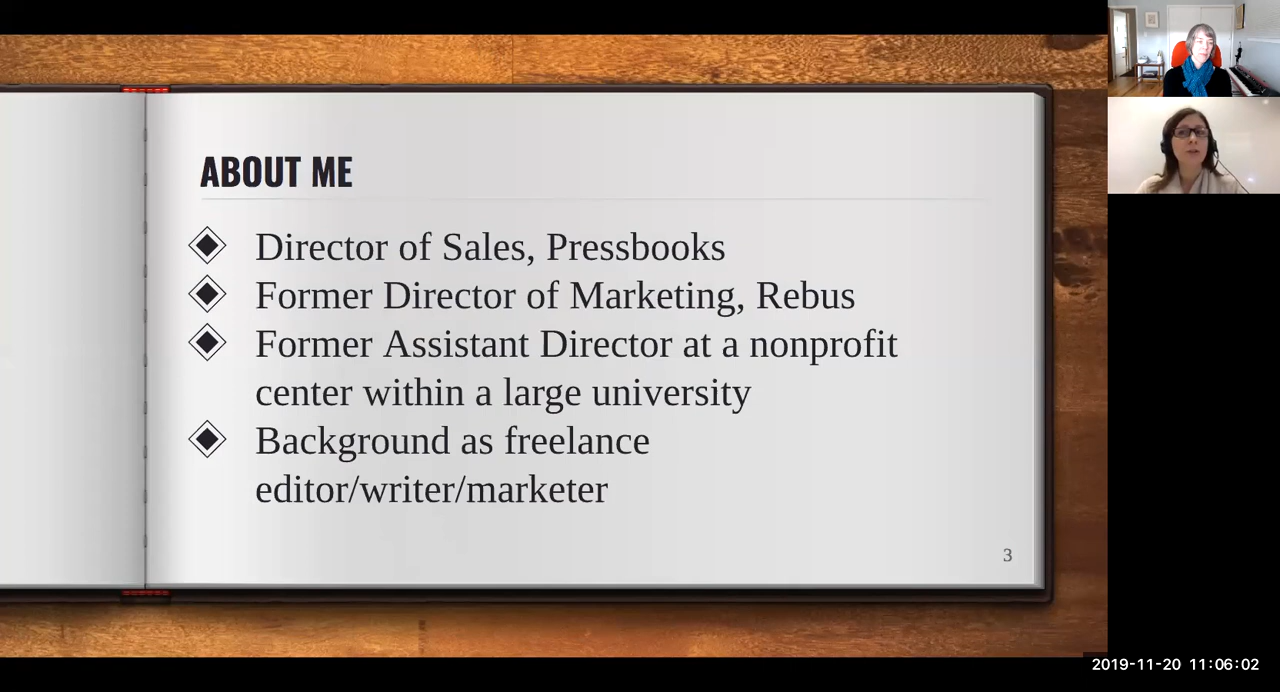 ABOUT ME
Director of Sales, Pressbooks
Former Director of Marketing, Rebus
Former Assistant Director at a nonprofit
center within a large university
Background as freelance
editor/writer/marketer
3
2019-11-20 11:06:02